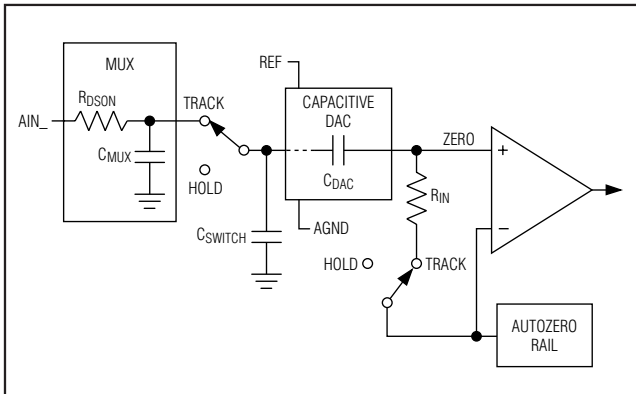 MUX
REF
RDSON
TRACK
CAPACITIVE
DAC
AIN_
ZERO
+
CMUX
CDAC
HOLD
RIN
AGND
CSWITCH
−
HOLD
TRACK
AUTOZERO
RAIL